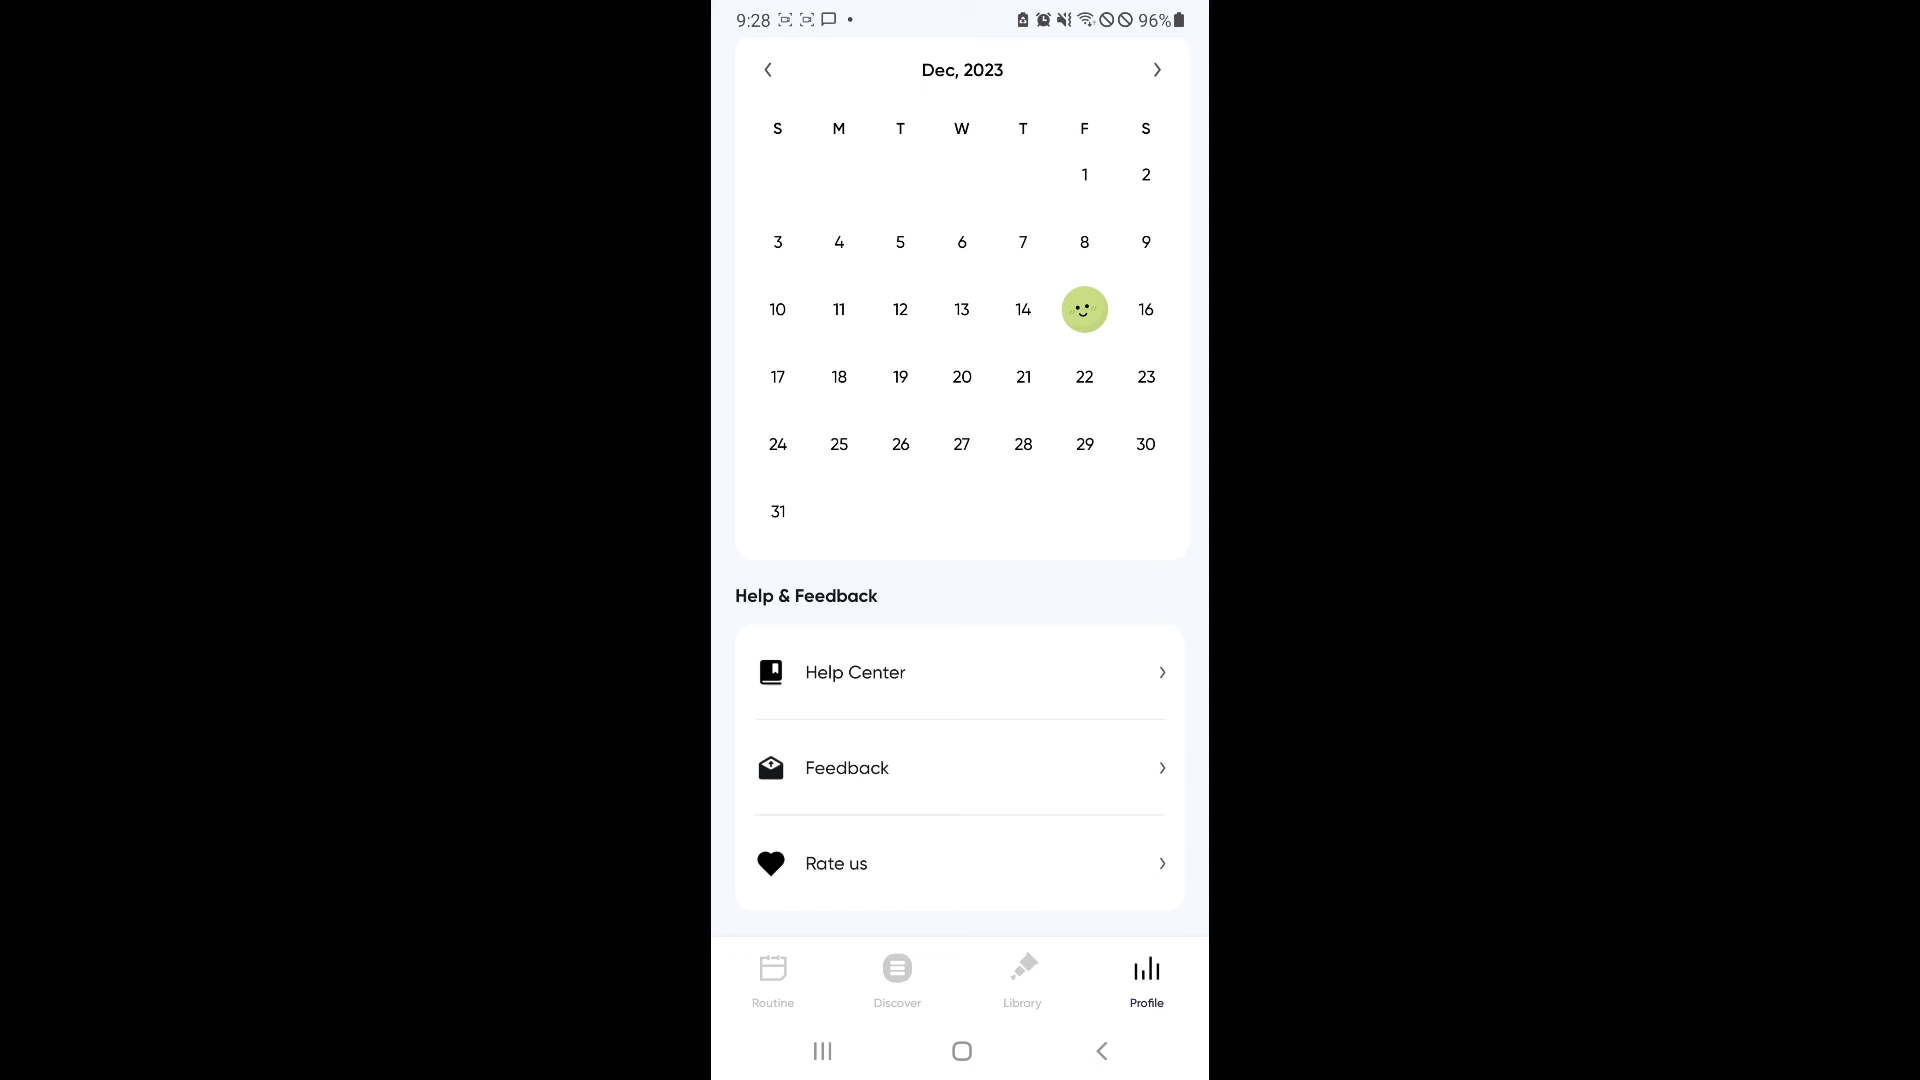 9:28 96%
Dec, 2023
S M T W T F S
1 2
3 4 5 6 7 8 9
10 11 12 13 14 16
17 18 19 20 21 22 23
24 25 26 27 28 29 30
31
Help & Feedback
Help Center
Feedback
Rate us
Routine Discover Library Profile